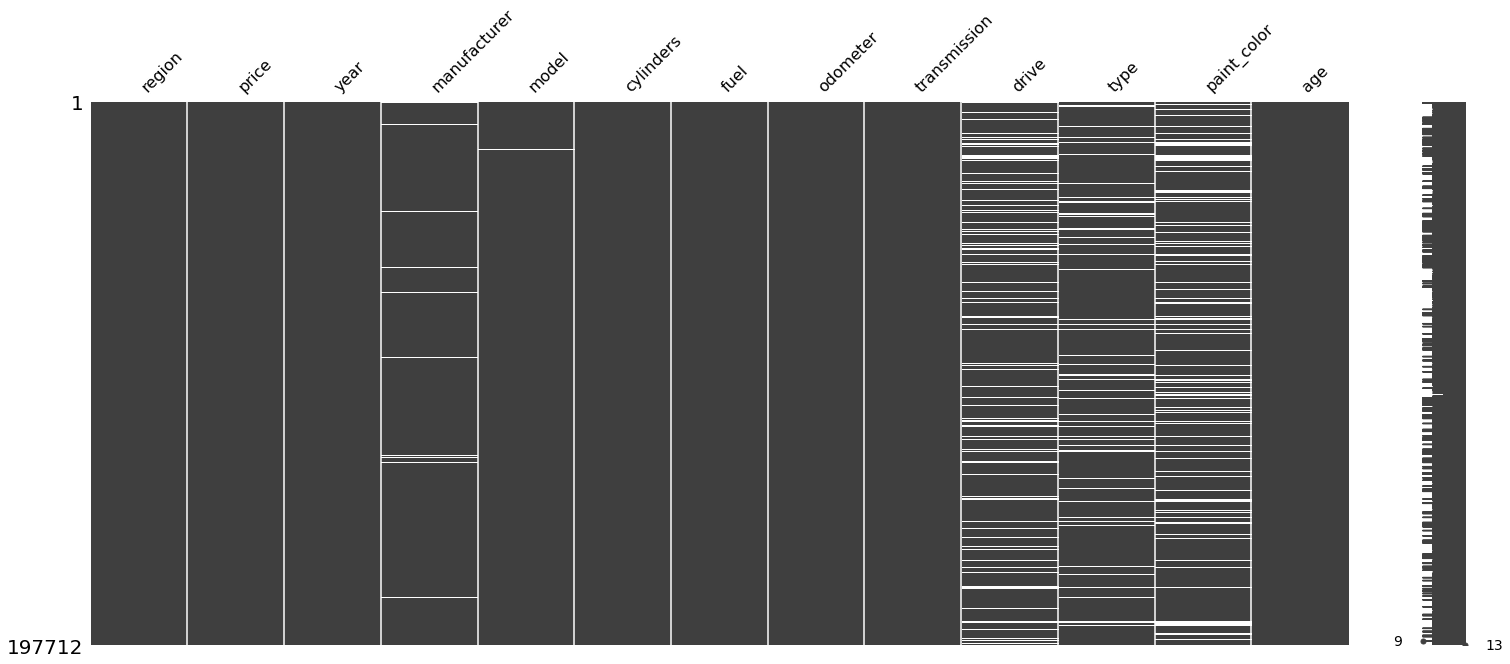 region
price
year
manufacturer
model
cylinders
fuel
odometer
transmission
drive
type
paint_color
age
1
197712
9
13